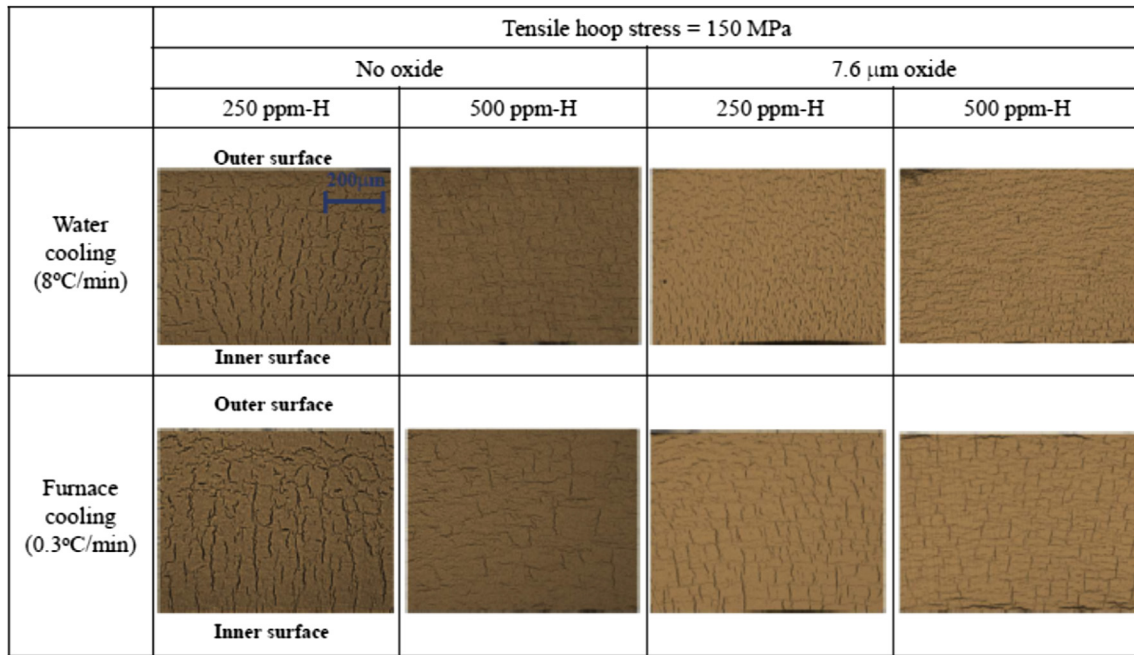 Tensile hoop stress = 150 MPa
No oxide
7.6 μm oxide
250 ppm-H
500 ppm-H
250 ppm-H
500 ppm-H
Water
cooling
(8ºC/min)
Outer surface
200μm
Inner surface
Furnace
cooling
(0.3ºC/min)
Outer surface
Inner surface